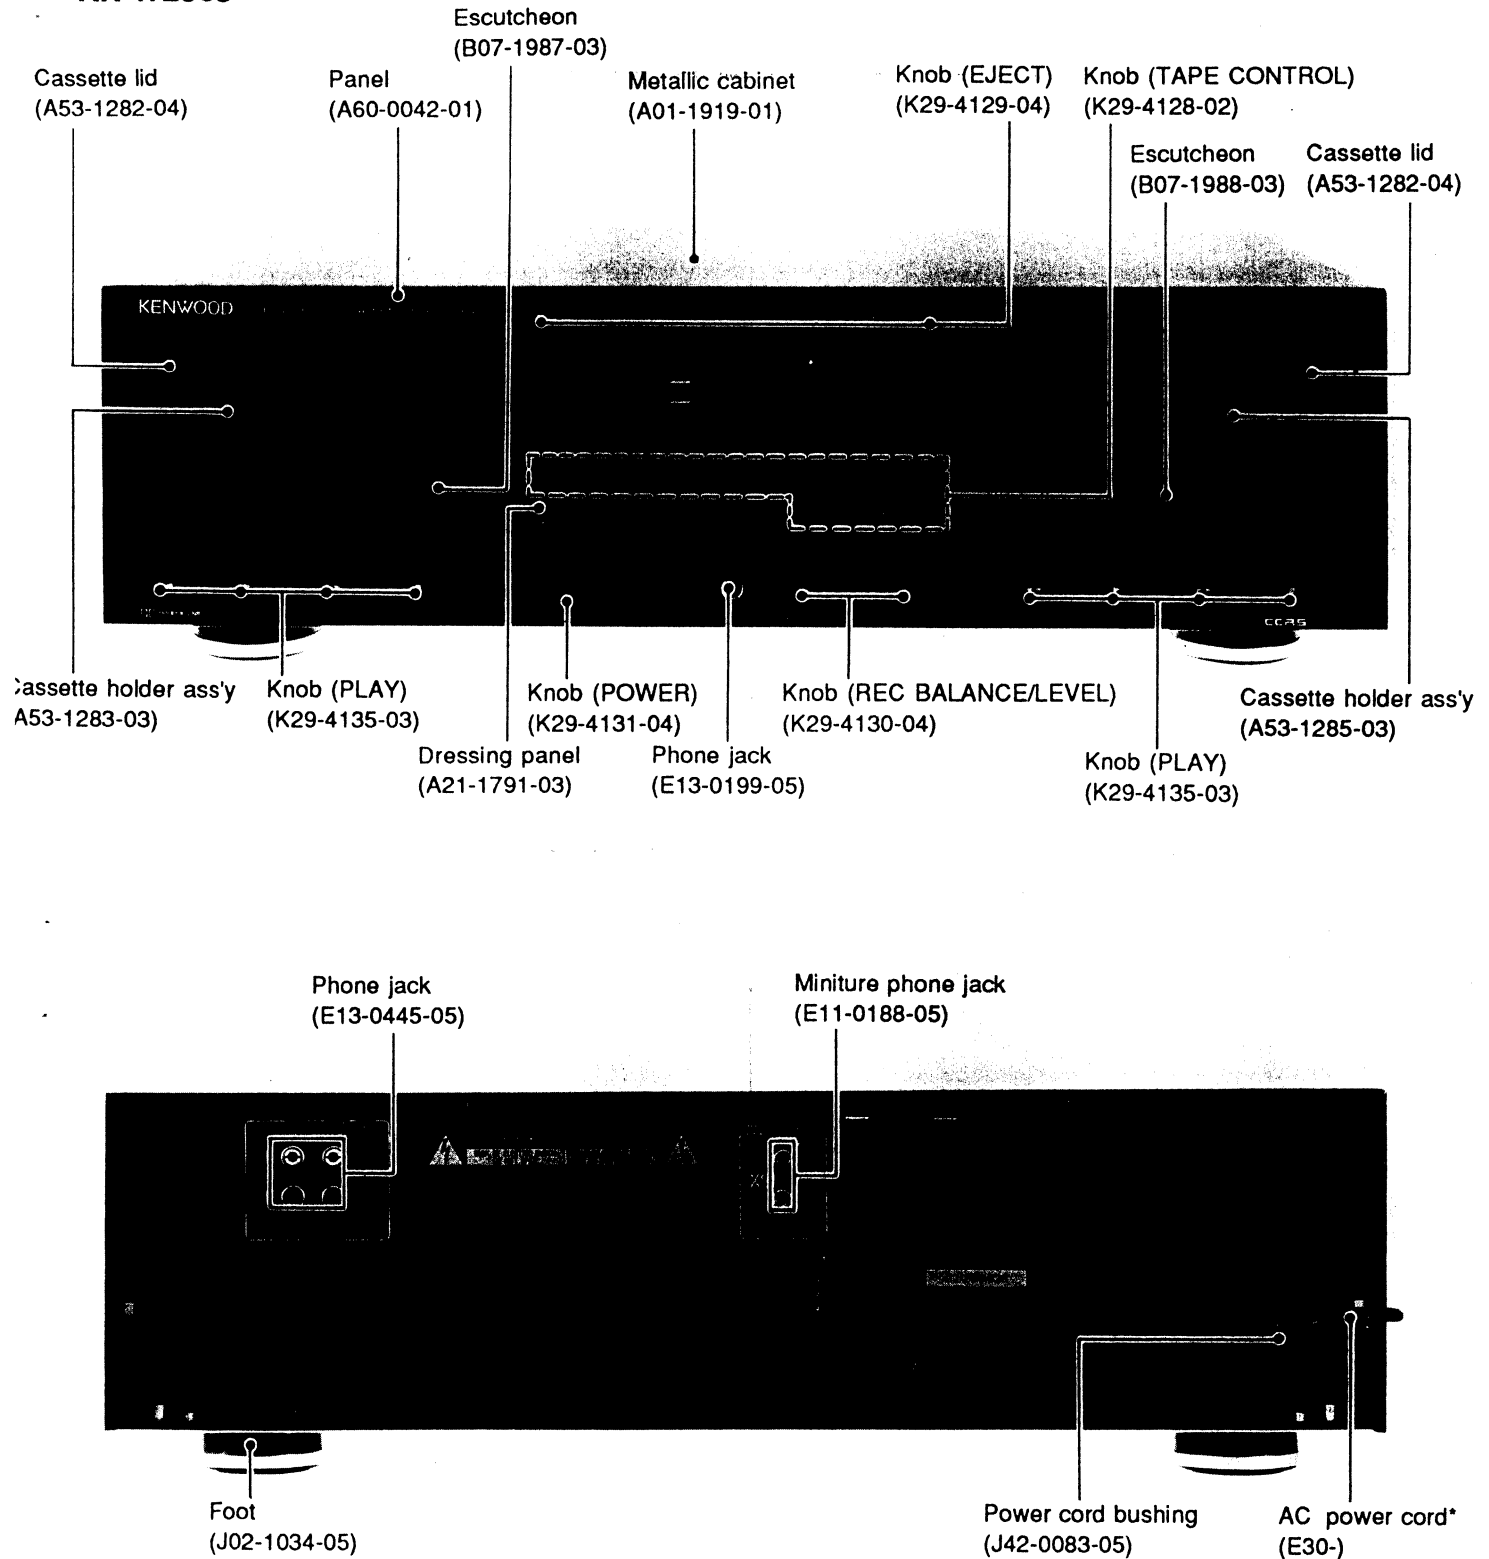 Escutcheon
(B07-1987-03)
Cassette lid
(A53-1282-04)
Panel
(A60-0042-01)
Metallic cabinet
(A01-1919-01)
Knob (EJECT)
(K29-4129-04)
Knob (TAPE CONTROL)
(K29-4128-02)
Escutcheon
(B07-1988-03)
Cassette lid
(A53-1282-04)
KENWOOD
CCRS
assette holder ass'y
A53-1283-03)
Knob (PLAY)
(K29-4135-03)
Knob (POWER)
(K29-4131-04)
Knob (REC BALANCE/LEVEL)
(K29-4130-04)
Cassette holder ass'y
(A53-1285-03)
Dressing panel
(A21-1791-03)
Phone jack
(E13-0199-05)
Knob (PLAY)
(K29-4135-03)
Phone jack
(E13-0445-05)
Miniture phone jack
(E11-0188-05)
Foot
(J02-1034-05)
Power cord bushing
(J42-0083-05)
AC power cord*
(E30-)